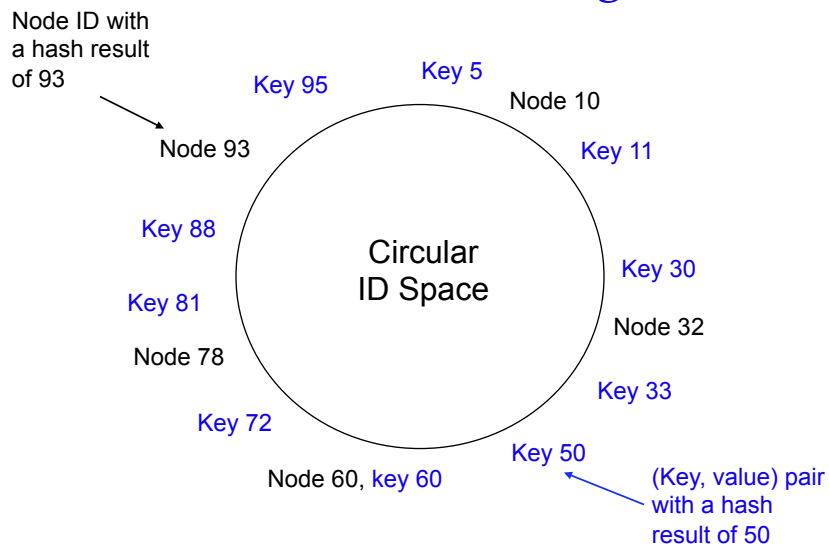 Node ID with
a hash result
of 93
Key 95
Key 5
Node 10
Node 93
Key 11
Key 88
Circular
ID Space
Key 30
Key 81
Node 32
Node 78
Key 33
Key 72
Key 50
Node 60, key 60
(Key, value) pair
with a hash
result of 50